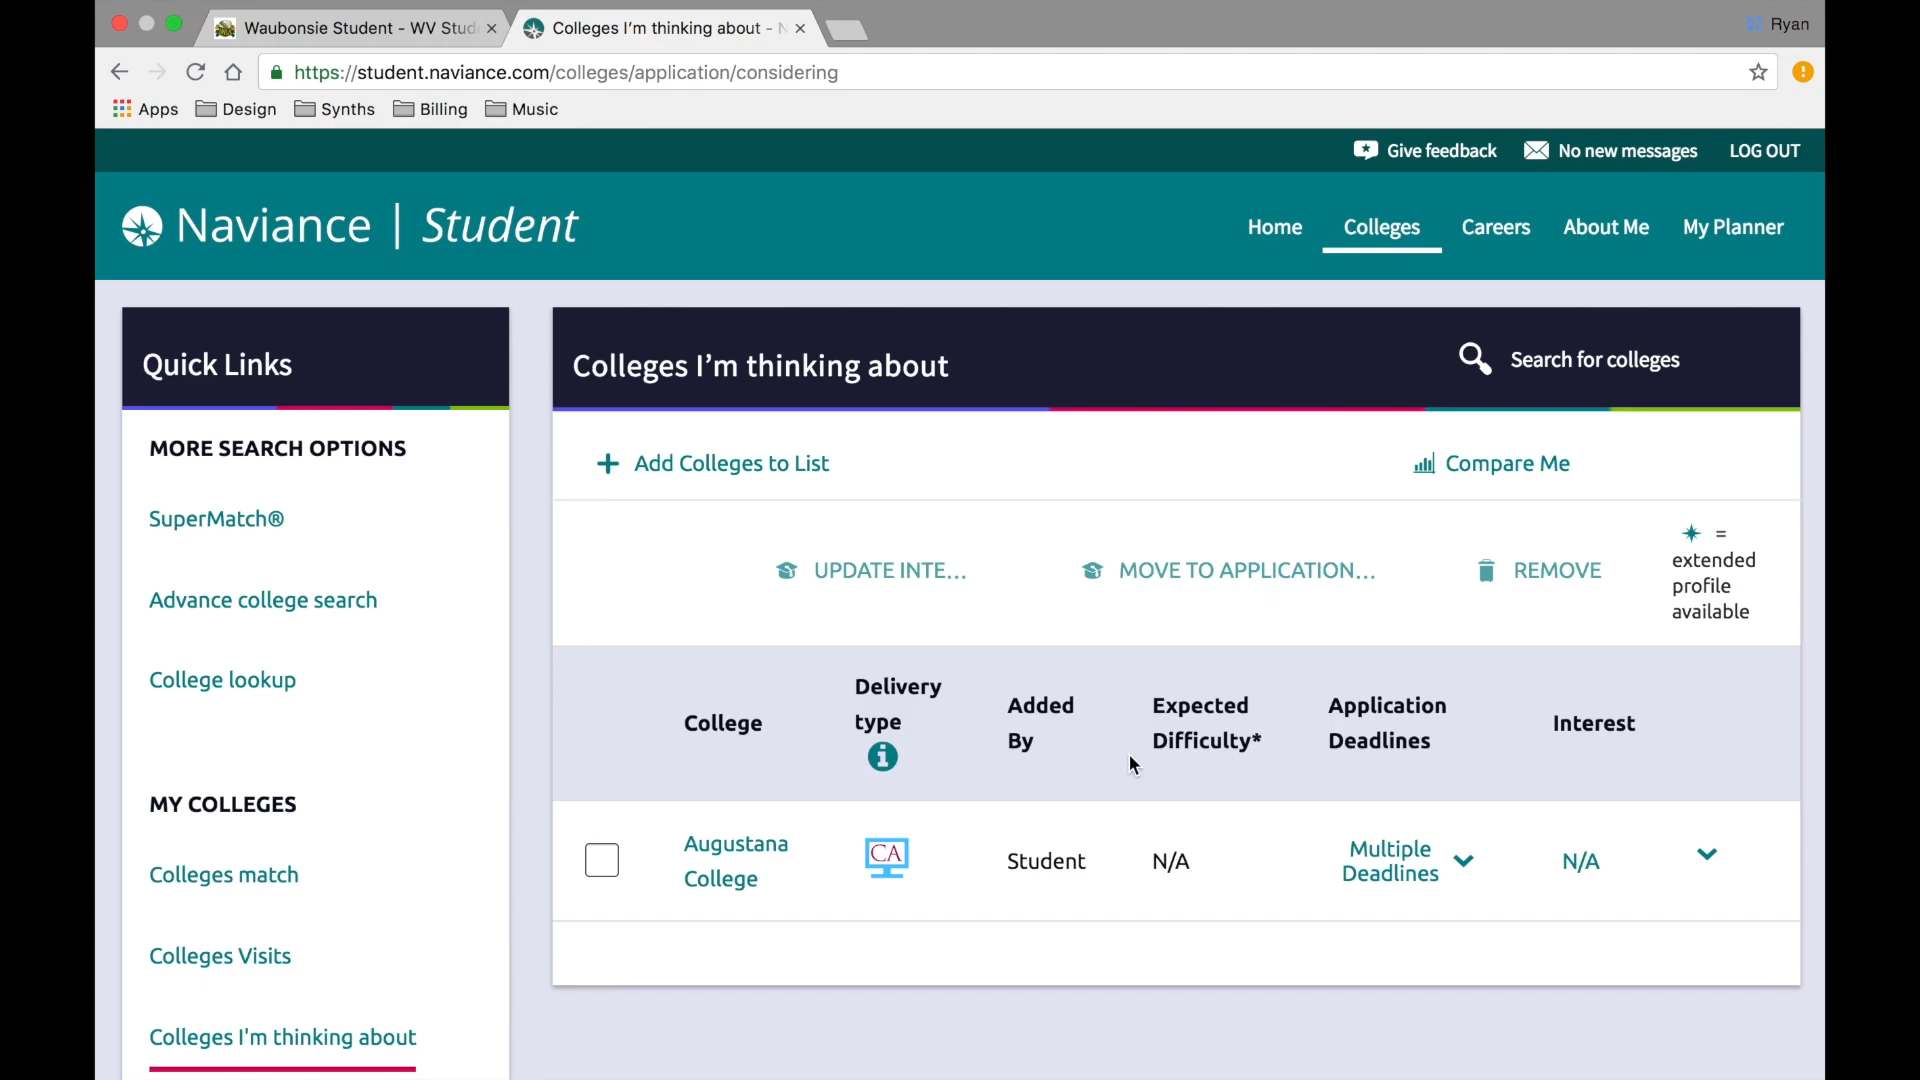 Waubonsie Student - WV Stud
Colleges I'm thinking about - N
Ryan
https://student.naviance.com/colleges/application/considering
Apps
Design
Synths
Billing
Music
Give feedback
No new messages
LOG OUT
Naviance | Student
Home
Colleges
Careers
About Me
My Planner
Quick Links
MORE SEARCH OPTIONS
SuperMatch®
Advance college search
College lookup
MY COLLEGES
Colleges match
Colleges Visits
Colleges I'm thinking about
Colleges I’m thinking about
Search for colleges
+ Add Colleges to List
Compare Me
UPDATE INTE...
MOVE TO APPLICATION...
REMOVE
=
extended
profile
available
College
Delivery
type
Added
By
Expected
Difficulty*
Application
Deadlines
Interest
Augustana
College
CA
Student
N/A
Multiple
Deadlines
N/A